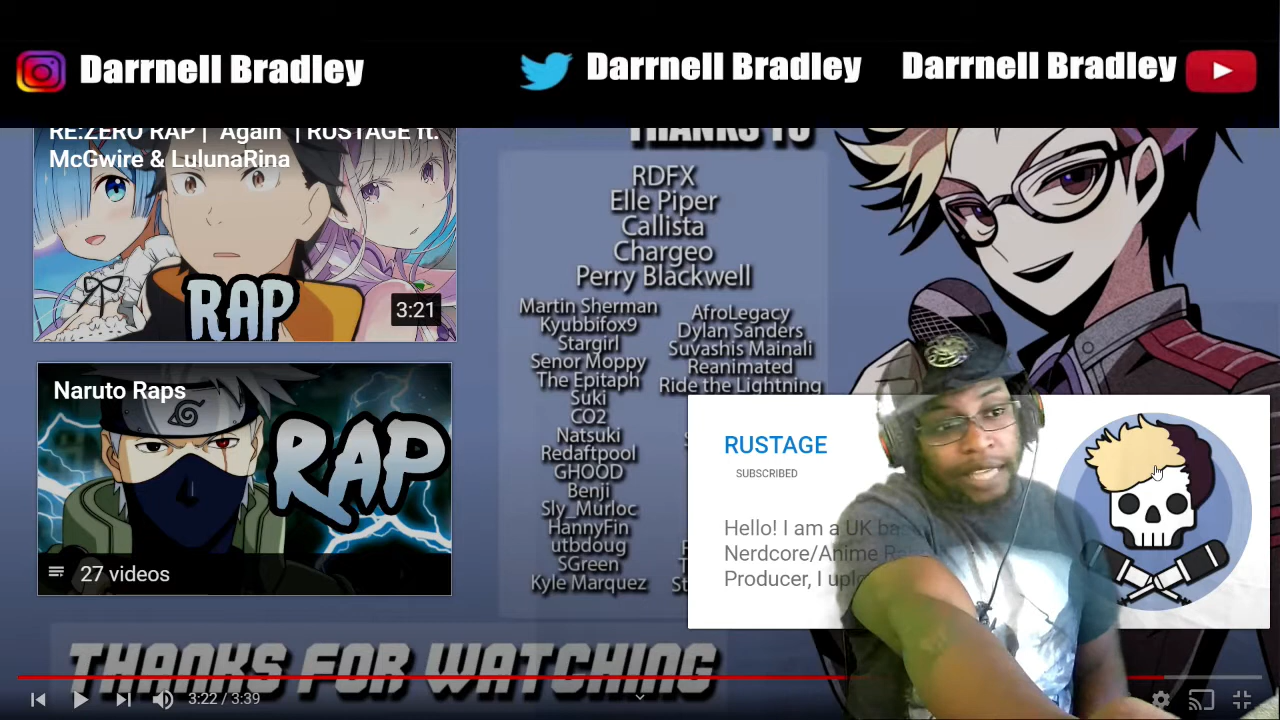 Darrnell Bradley
Darrnell Bradley
Darrnell Bradley
RE:ZERO RAP | "Again" | RUSTAGE ft.
McGwire & LulunaRina
RAP
3:21
Naruto Raps
RAP
27 videos
THANKS TO
RDFX
Elle Piper
Callista
Chargeo
Perry Blackwell
Martin Sherman
Kyubbifox9
Stargirl
Senor Moppy
The Epitaph
Suki
CO2
Natsuki
Redaftpool
GHOOD
Benji
Sly_Murloc
HannyFin
utbdoug
SGreen
Kyle Marquez
AfroLegacy
Dylan Sanders
Suvashis Mainali
Reanimated
Ride the Lightning
RUSTAGE
SUBSCRIBED
Hello! I am a UK
Nerdcore/Anime
Producer, I
THANKS FOR WATCHING
3:22 / 3:39